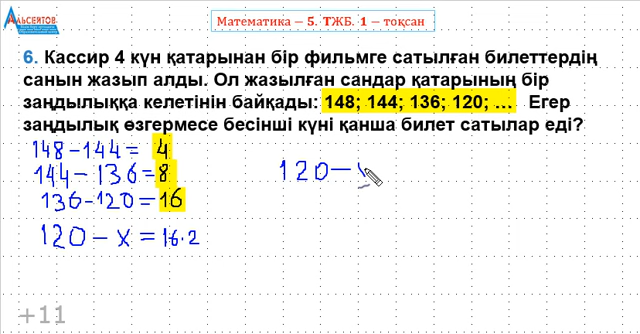 АЛЬСЕИТОВ
Математика – 5. ТЖБ. 1 – тоқсан
6. Кассир 4 күн қатарынан бір фильмге сатылған билеттердің
санын жазып алды. Ол жазылған сандар қатарының бір
заңдылыққа келетінін байқады: 148; 144; 136; 120; ... Егер
заңдылық өзгермесе бесінші күні қанша билет сатылар еді?
148 – 144 = 4
144 – 136 = 8
120 –
136 - 120 = 16
120 – x = 16·2
+11